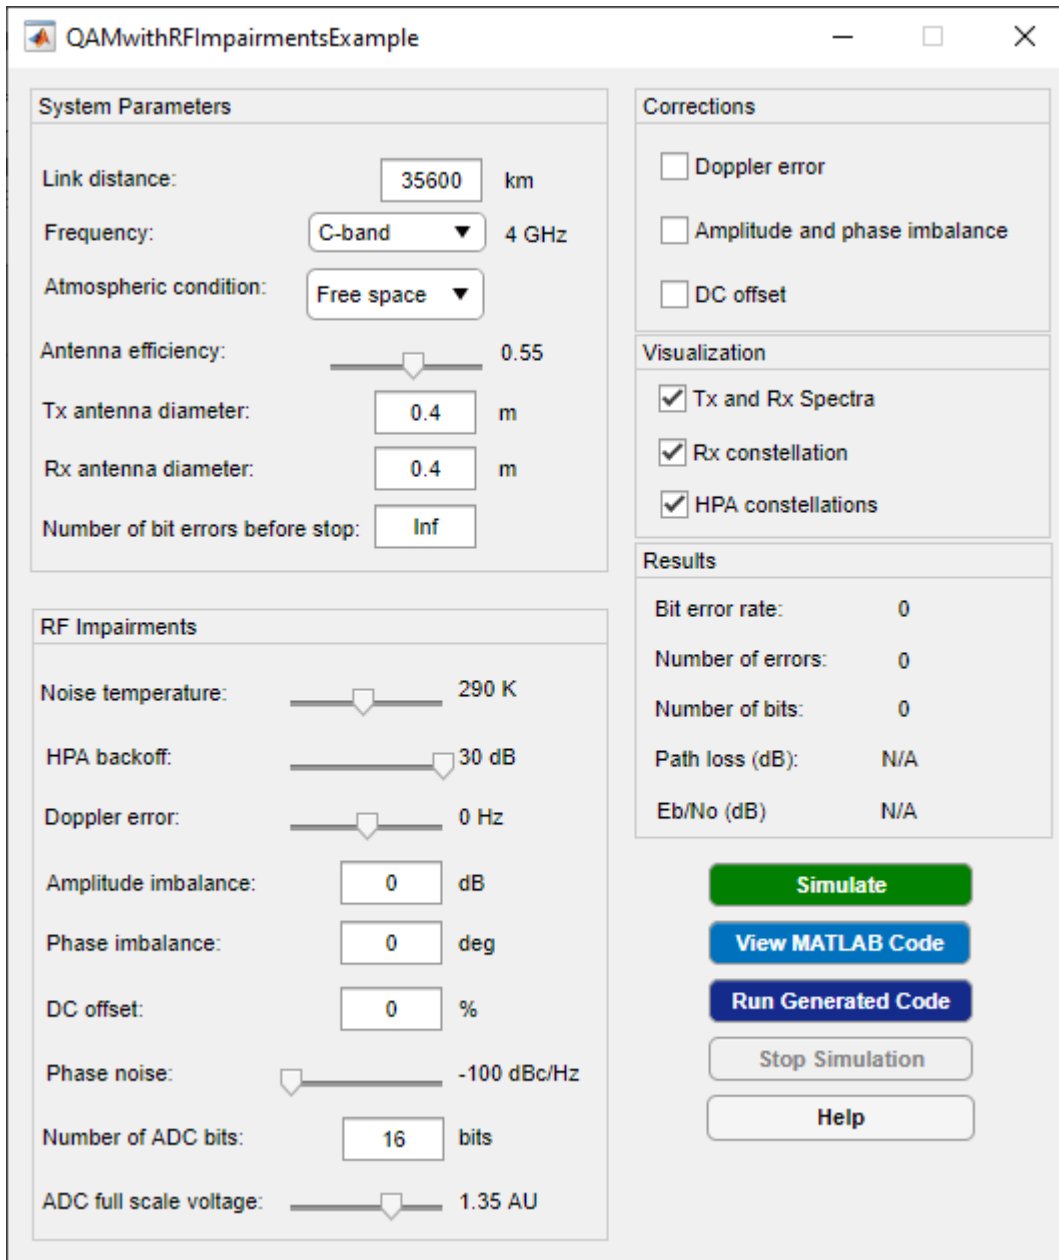 QAMwithRFImpairmentsExample
System Parameters
Link distance: 35600 km
Frequency: C-band 4 GHz
Atmospheric condition: Free space
Antenna efficiency: 0.55
Tx antenna diameter: 0.4 m
Rx antenna diameter: 0.4 m
Number of bit errors before stop: Inf
RF Impairments
Noise temperature: 290 K
HPA backoff: 30 dB
Doppler error: 0 Hz
Amplitude imbalance: 0 dB
Phase imbalance: 0 deg
DC offset: 0 %
Phase noise: -100 dBc/Hz
Number of ADC bits: 16 bits
ADC full scale voltage: 1.35 AU
Corrections
Doppler error
Amplitude and phase imbalance
DC offset
Visualization
Tx and Rx Spectra
Rx constellation
HPA constellations
Results
Bit error rate: 0
Number of errors: 0
Number of bits: 0
Path loss (dB): N/A
Eb/No (dB) N/A
Simulate
View MATLAB Code
Run Generated Code
Stop Simulation
Help